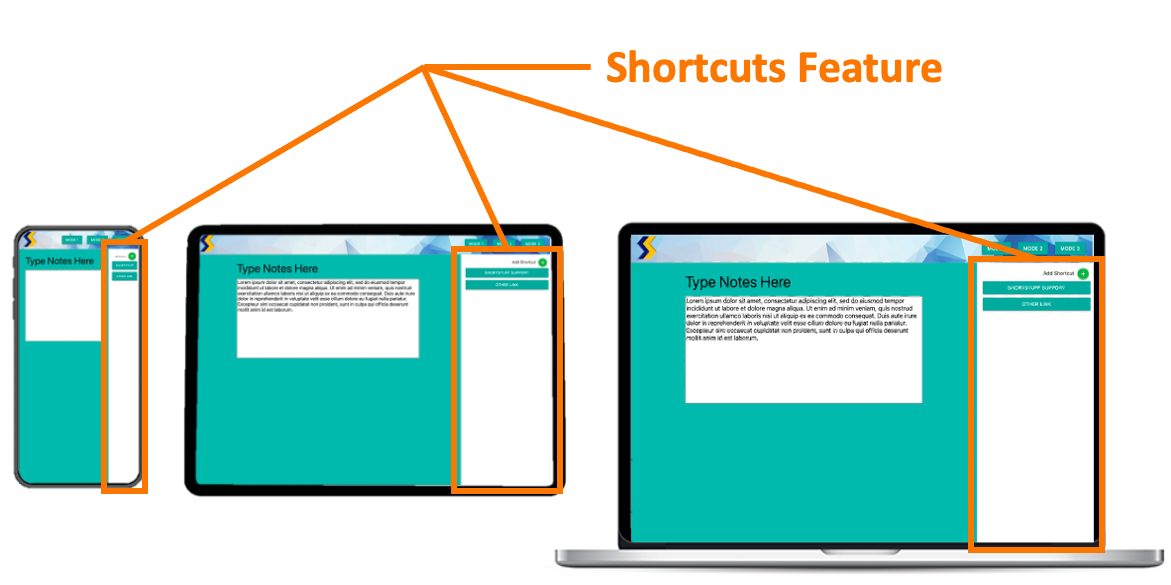 Shortcuts Feature
MODE 1
MODE
Type Notes Here
MODE 1
MODE 3
Type Notes Here
Add Shortcut
SHORTSTUFF SUPPORT
OTHER LINK
Lorem ipsum dolor sit amet, consectetur adipiscing elit, sed do eiusmod tempor
incididunt ut labore et dolore magna aliqua. Ut enim ad minim veniam, quis nostrud
exercitation ullamco laboris nisi ut aliquip ex ea commodo consequat. Duis aute irure
dolor in reprehenderit in voluptate velit esse cillum dolore eu fugiat nulla pariatur.
Excepteur sint occaecat cupidatat non proident, sunt in culpa qui officia deserunt
mollit anim id est laborum.
MODE 2
MODE 3
Type Notes Here
Add Shortcut
SHORTSTUFF SUPPORT
OTHER LINK
Lorem ipsum dolor sit amet, consectetur adipiscing elit, sed do eiusmod tempor
incididunt ut labore et dolore magna aliqua. Ut enim ad minim veniam, quis nostrud
exercitation ullamco laboris nisi ut aliquip ex ea commodo consequat. Duis aute irure
dolor in reprehenderit in voluptate velit esse cillum dolore eu fugiat nulla pariatur.
Excepteur sint occaecat cupidatat non proident, sunt in culpa qui officia deserunt
mollit anim id est laborum.